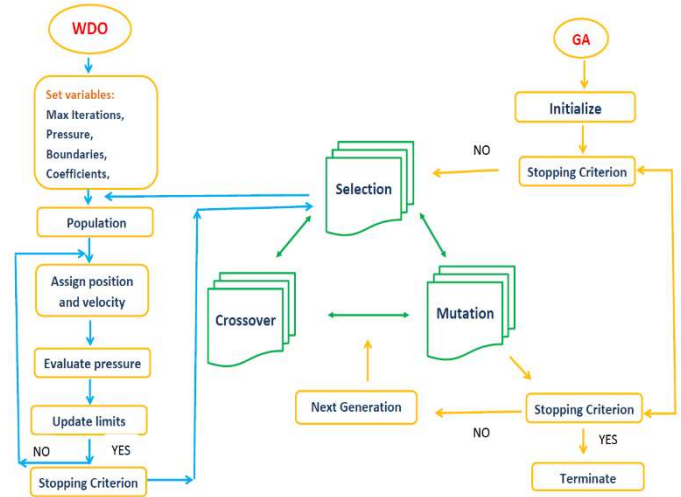 WDO
Set variables:
Max Iterations,
Pressure,
Boundaries,
Coefficients,
Population
Assign position
and velocity
Evaluate pressure
Update limits
NO
YES
Stopping Criterion
Selection
Crossover
Mutation
Next Generation
GA
Initialize
NO
Stopping Criterion
Stopping Criterion
NO
YES
Terminate